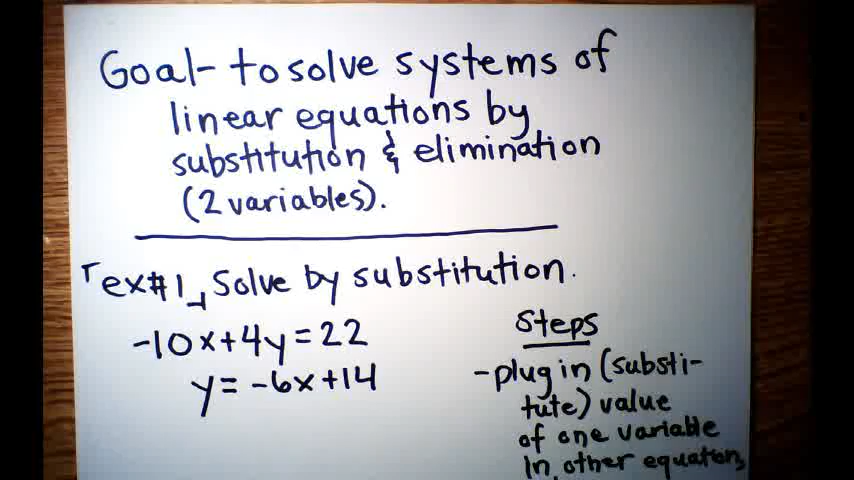 Goal- to solve systems of
linear equations by
substitution & elimination
(2 variables).
ex#1 Solve by substitution.
-10x+4y=22
y=-6x+14
Steps
-plug in (substi-
tute) value
of one variable
in other equation,